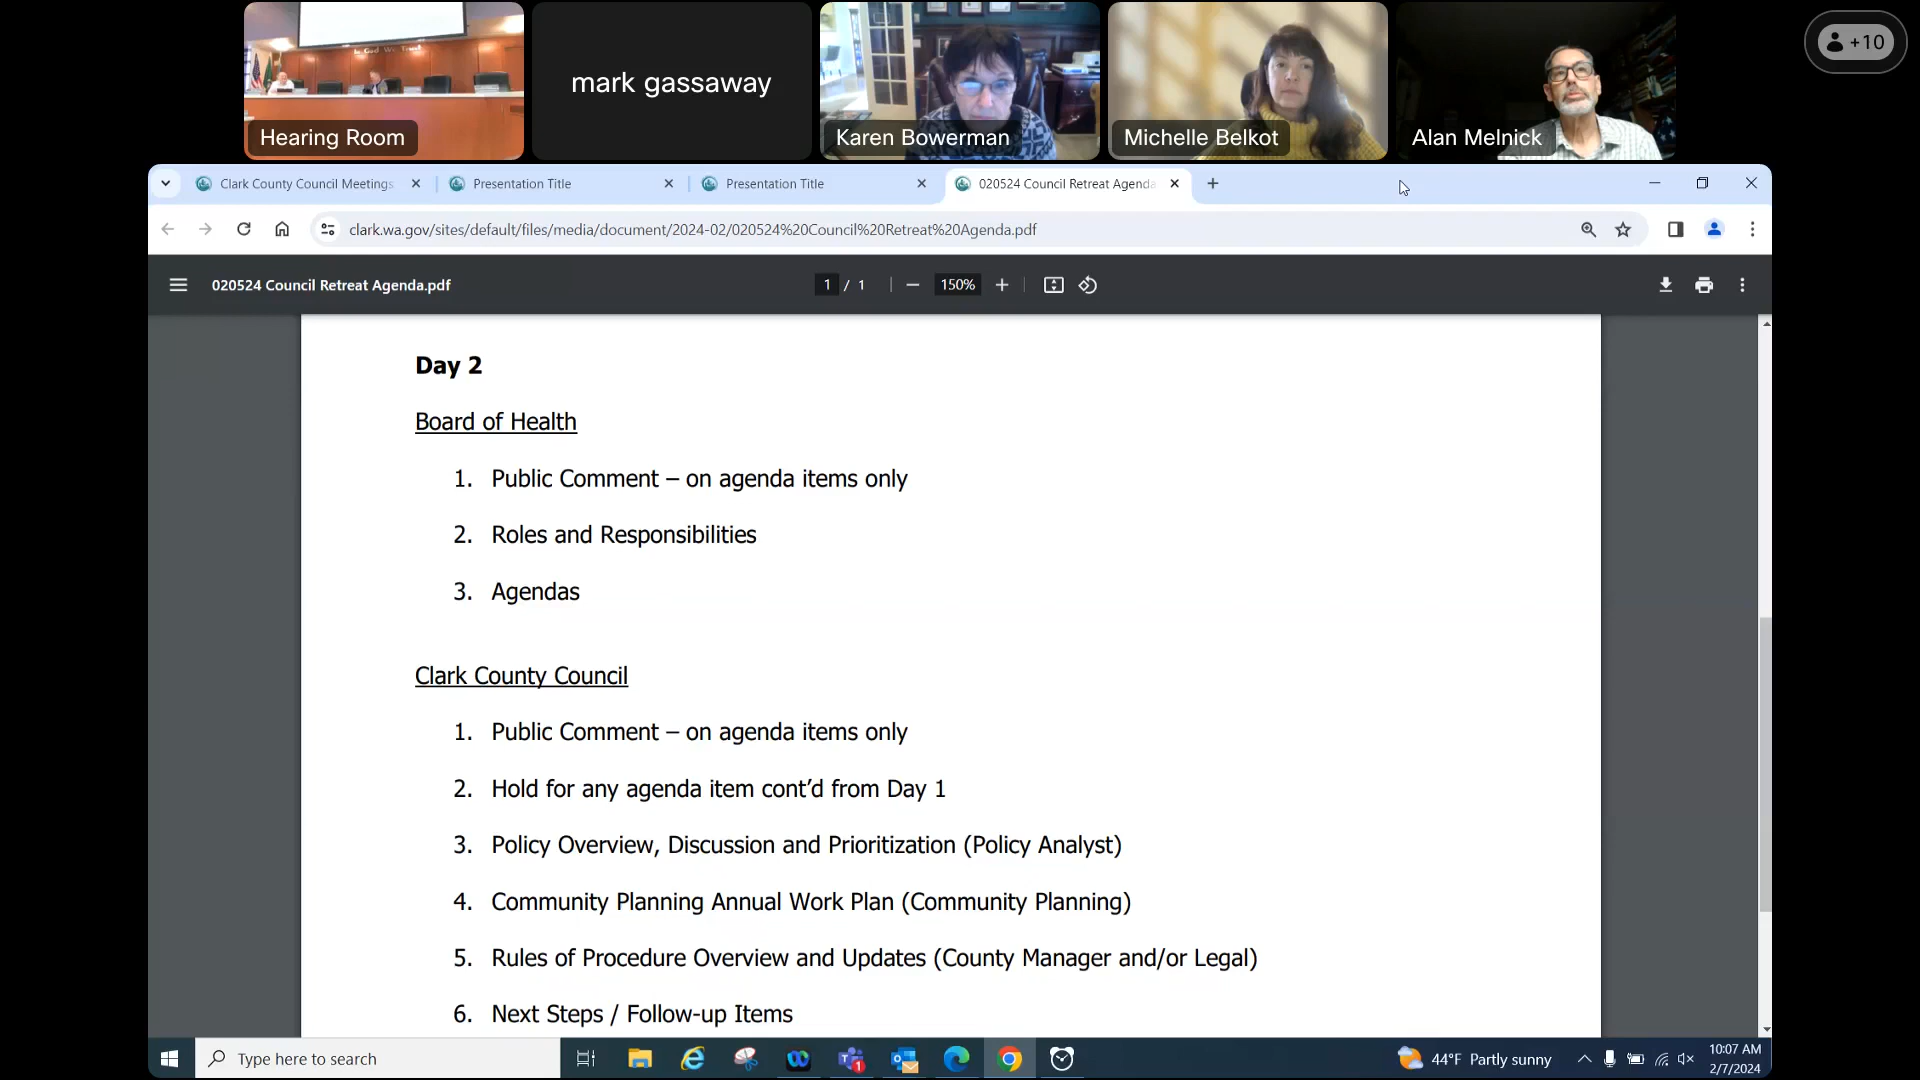 In God We Trust
mark gassaway
+10
Hearing Room
Karen Bowerman
Michelle Belkot
Alan Melnick
Clark County Council Meetings
Presentation Title
Presentation Title
020524 Council Retreat Agenda
clark.wa.gov/sites/default/files/media/document/2024-02/020524%20Council%20Retreat%20Agenda.pdf
020524 Council Retreat Agenda.pdf
1 / 1
150%
Day 2
Board of Health
1. Public Comment – on agenda items only
2. Roles and Responsibilities
3. Agendas
Clark County Council
1. Public Comment – on agenda items only
2. Hold for any agenda item cont’d from Day 1
3. Policy Overview, Discussion and Prioritization (Policy Analyst)
4. Community Planning Annual Work Plan (Community Planning)
5. Rules of Procedure Overview and Updates (County Manager and/or Legal)
6. Next Steps / Follow-up Items
Type here to search
1
44°F Partly sunny
10:07 AM
2/7/2024